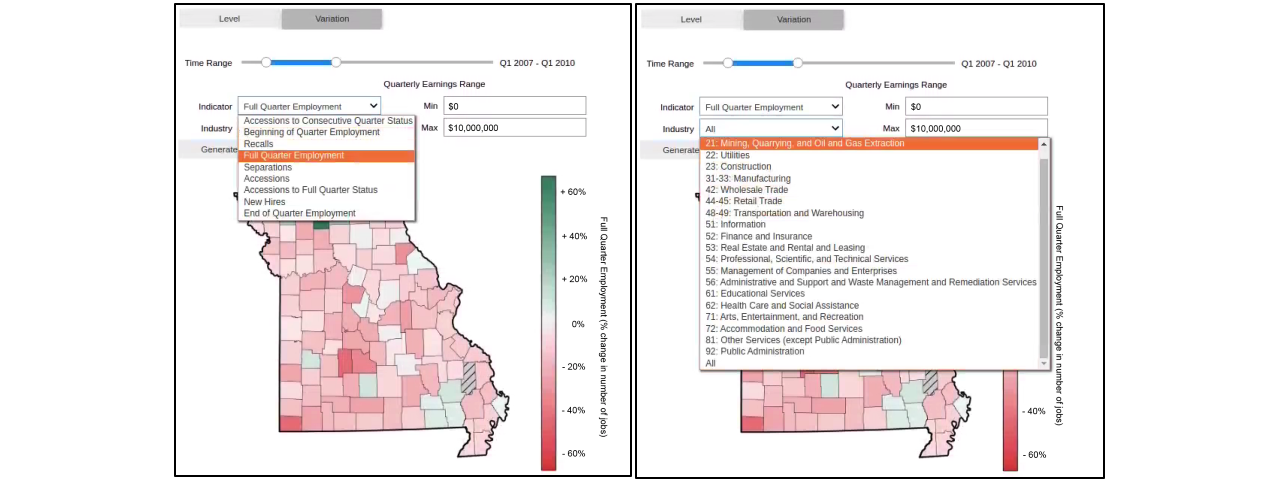 Level Variation
Time Range Q1 2007 - Q1 2010
Quarterly Earnings Range
Indicator Full Quarter Employment Min $0
Industry Max $10,000,000
Generate
Accessions to Consecutive Quarter Status
Beginning of Quarter Employment
Recalls
Full Quarter Employment
Separations
Accessions
Accessions to Full Quarter Status
New Hires
End of Quarter Employment
+ 60%
+ 40%
+ 20%
0%
- 20%
- 40%
- 60%
Full Quarter Employment (% change in number of jobs)
Level Variation
Time Range Q1 2007 - Q1 2010
Quarterly Earnings Range
Indicator Full Quarter Employment Min $0
Industry All Max $10,000,000
Generate
21: Mining, Quarrying, and Oil and Gas Extraction
22: Utilities
23: Construction
31-33: Manufacturing
42: Wholesale Trade
44-45: Retail Trade
48-49: Transportation and Warehousing
51: Information
52: Finance and Insurance
53: Real Estate and Rental and Leasing
54: Professional, Scientific, and Technical Services
55: Management of Companies and Enterprises
56: Administrative and Support and Waste Management and Remediation Services
61: Educational Services
62: Health Care and Social Assistance
71: Arts, Entertainment, and Recreation
72: Accommodation and Food Services
81: Other Services (except Public Administration)
92: Public Administration
All
- 40%
- 60%
Full Quarter Employment (% change in number of jobs)